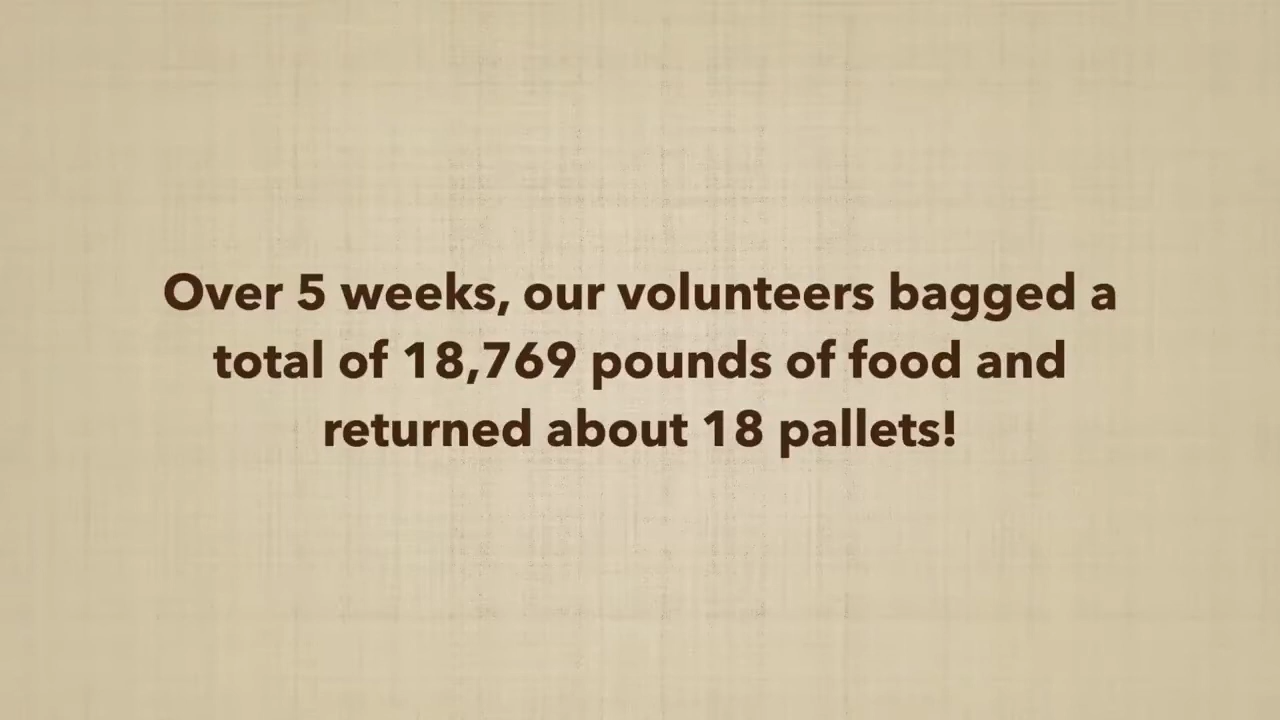 Over 5 weeks, our volunteers bagged a
total of 18,769 pounds of food and
returned about 18 pallets!